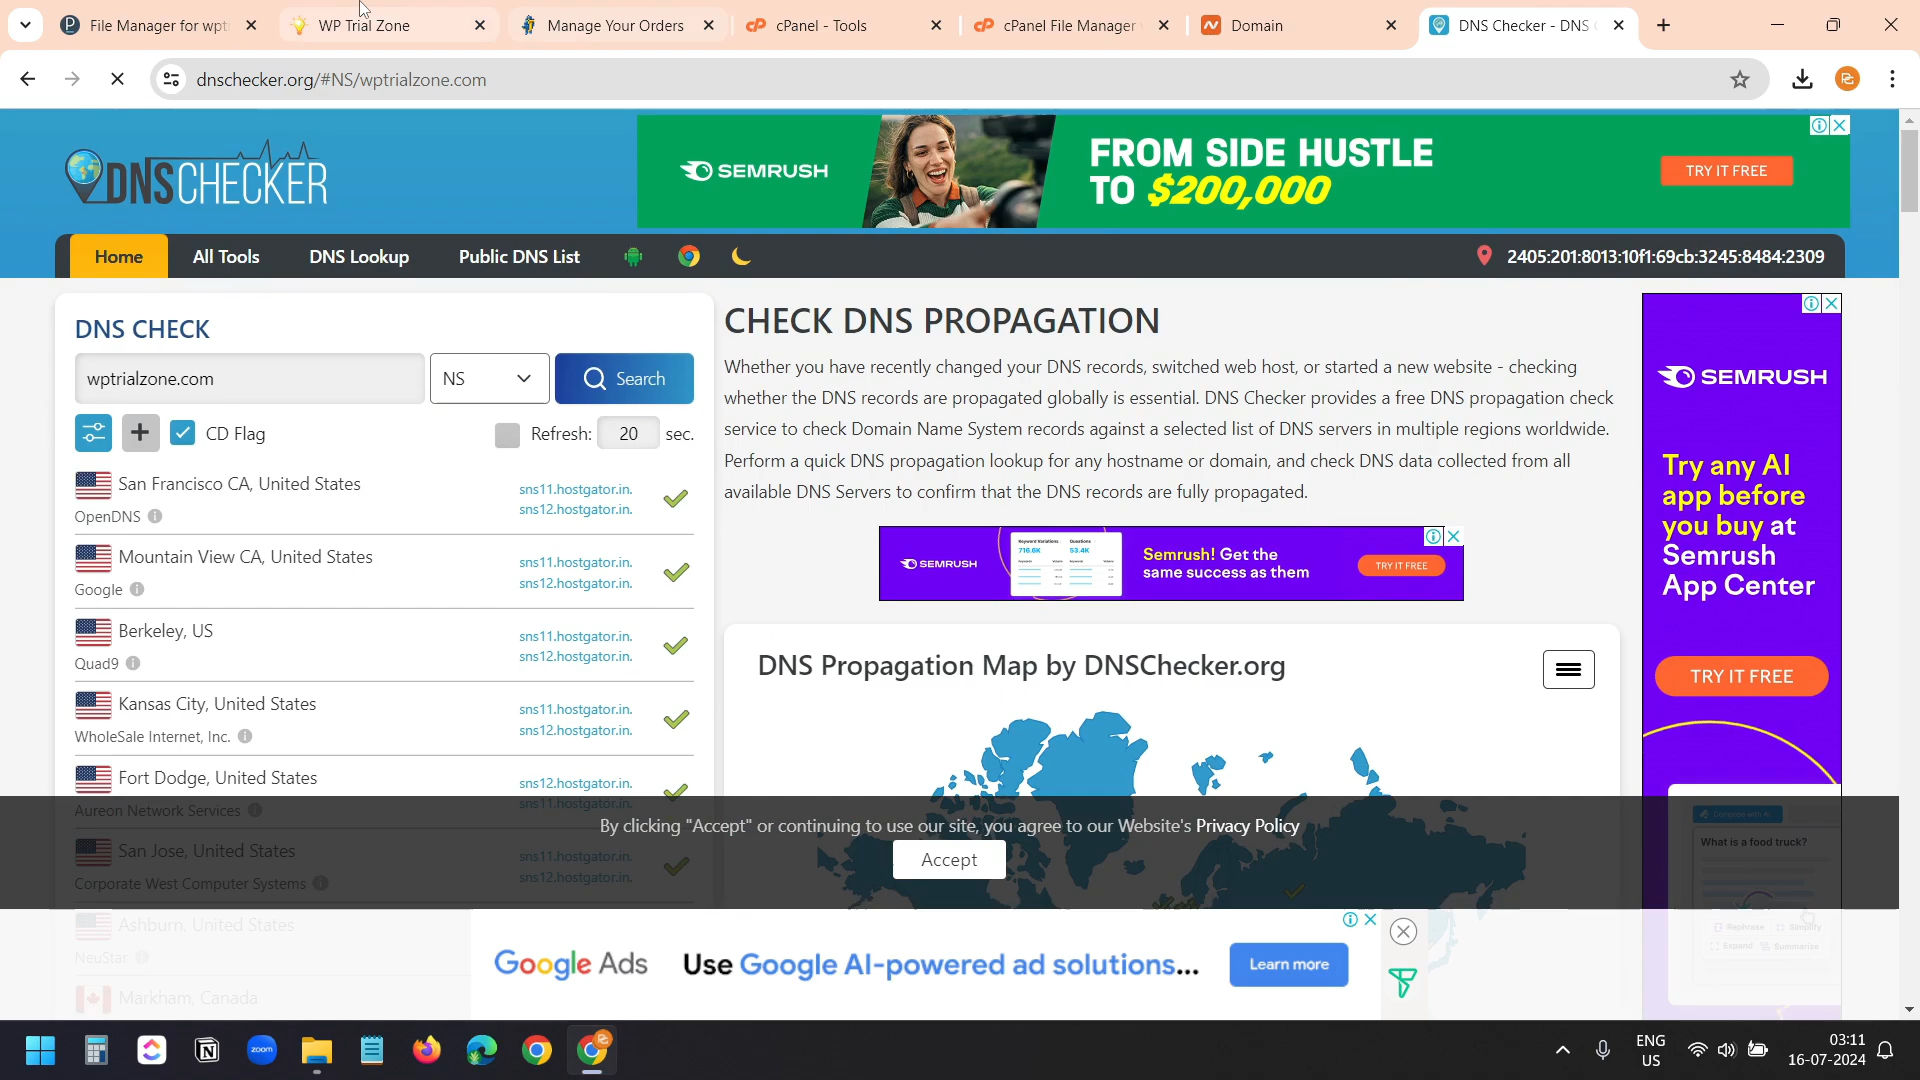 File Manager for wpt
WP Trial Zone
Manage Your Orders
cPanel - Tools
cPanel File Manager
Domain
DNS Checker - DNS
dnschecker.org/#NS/wptrialzone.com
DNSCHECKER
SEMRUSH
FROM SIDE HUSTLE
TO $200,000
TRY IT FREE
Home
All Tools
DNS Lookup
Public DNS List
2405:201:8013:10f1:69cb:3245:8484:2309
DNS CHECK
wptrialzone.com
NS
Search
CD Flag
Refresh: 20 sec.
San Francisco CA, United States
OpenDNS
sns11.hostgator.in.
sns12.hostgator.in.
Mountain View CA, United States
Google
sns11.hostgator.in.
sns12.hostgator.in.
Berkeley, US
Quad9
sns11.hostgator.in.
sns12.hostgator.in.
Kansas City, United States
WholeSale Internet, Inc.
sns11.hostgator.in.
sns12.hostgator.in.
Fort Dodge, United States
Aureon Network Services
sns12.hostgator.in.
sns11.hostgator.in.
San Jose, United States
Corporate West Computer Systems
sns11.hostgator.in.
sns12.hostgator.in.
Ashburn, United States
NeuStar
Markham, Canada
CHECK DNS PROPAGATION
Whether you have recently changed your DNS records, switched web host, or started a new website - checking
whether the DNS records are propagated globally is essential. DNS Checker provides a free DNS propagation check
service to check Domain Name System records against a selected list of DNS servers in multiple regions worldwide.
Perform a quick DNS propagation lookup for any hostname or domain, and check DNS data collected from all
available DNS Servers to confirm that the DNS records are fully propagated.
SEMRUSH
Keyword Variations
716.6K
Questions
53.4K
Semrush! Get the
same success as them
TRY IT FREE
DNS Propagation Map by DNSChecker.org
SEMRUSH
Try any AI
app before
you buy at
Semrush
App Center
TRY IT FREE
What is a food truck?
Rephrase
Simplify
Expand
Summarize
By clicking "Accept" or continuing to use our site, you agree to our Website's Privacy Policy
Accept
Google Ads
Use Google AI-powered ad solutions...
Learn more
zoom
ENG
US
03:11
16-07-2024